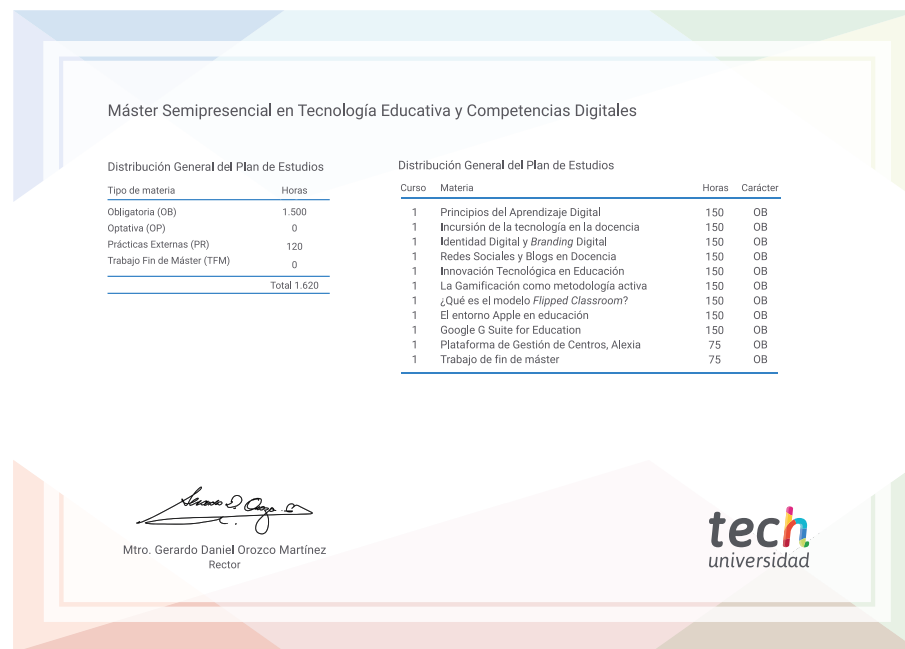 Máster Semipresencial en Tecnología Educativa y Competencias Digitales
Distribución General del Plan de Estudios
Tipo de materia Horas
Obligatoria (OB) 1.500
Optativa (OP) 0
Prácticas Externas (PR) 120
Trabajo Fin de Máster (TFM) 0
Total 1.620
Distribución General del Plan de Estudios
Curso Materia Horas Carácter
1 Principios del Aprendizaje Digital 150 OB
1 Incursión de la tecnología en la docencia 150 OB
1 Identidad Digital y Branding Digital 150 OB
1 Redes Sociales y Blogs en Docencia 150 OB
1 Innovación Tecnológica en Educación 150 OB
1 La Gamificación como metodología activa 150 OB
1 ¿Qué es el modelo Flipped Classroom? 150 OB
1 El entorno Apple en educación 150 OB
1 Google G Suite for Education 150 OB
1 Plataforma de Gestión de Centros, Alexia 75 OB
1 Trabajo de fin de máster 75 OB
Mtro. Gerardo Daniel Orozco Martínez
Rector
tech
universidad